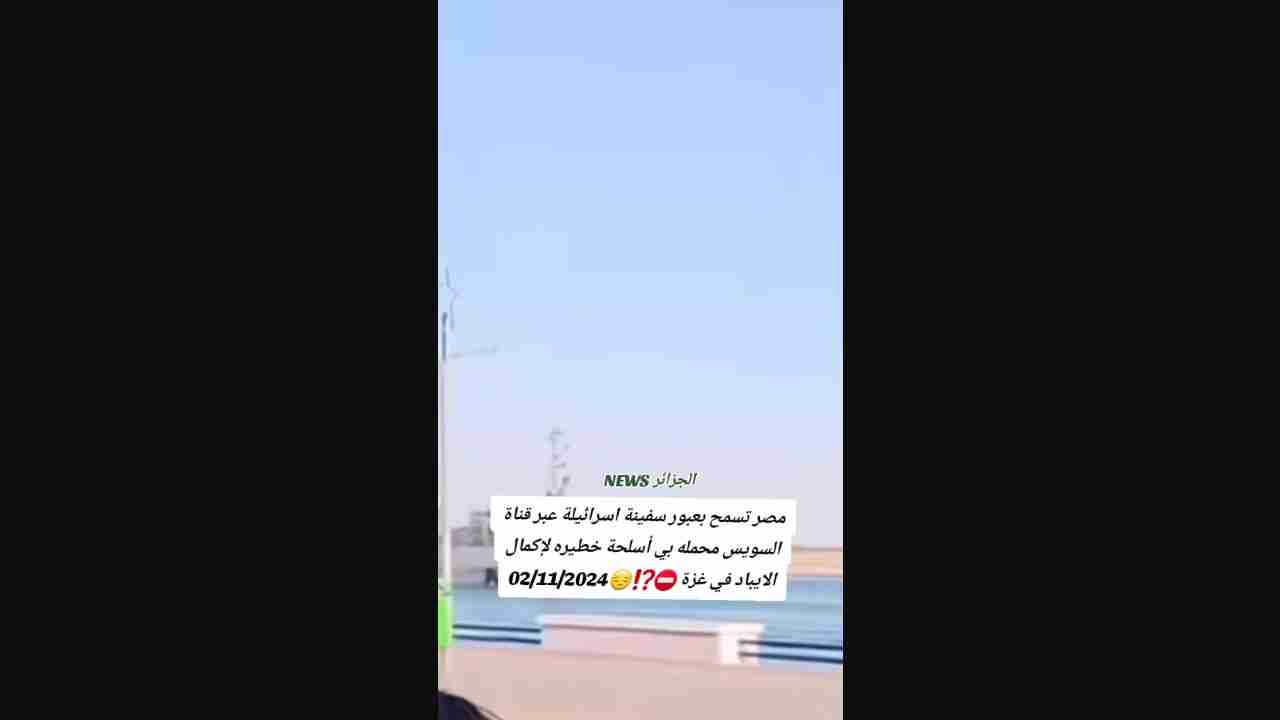 الجزائر NEWS
مصر تسمح بعبور سفينة اسرائيلة عبر قناة
السويس محمله بي أسلحة خطيره لإكمال
الايباد في غزة ⛔⁉️😔02/11/2024